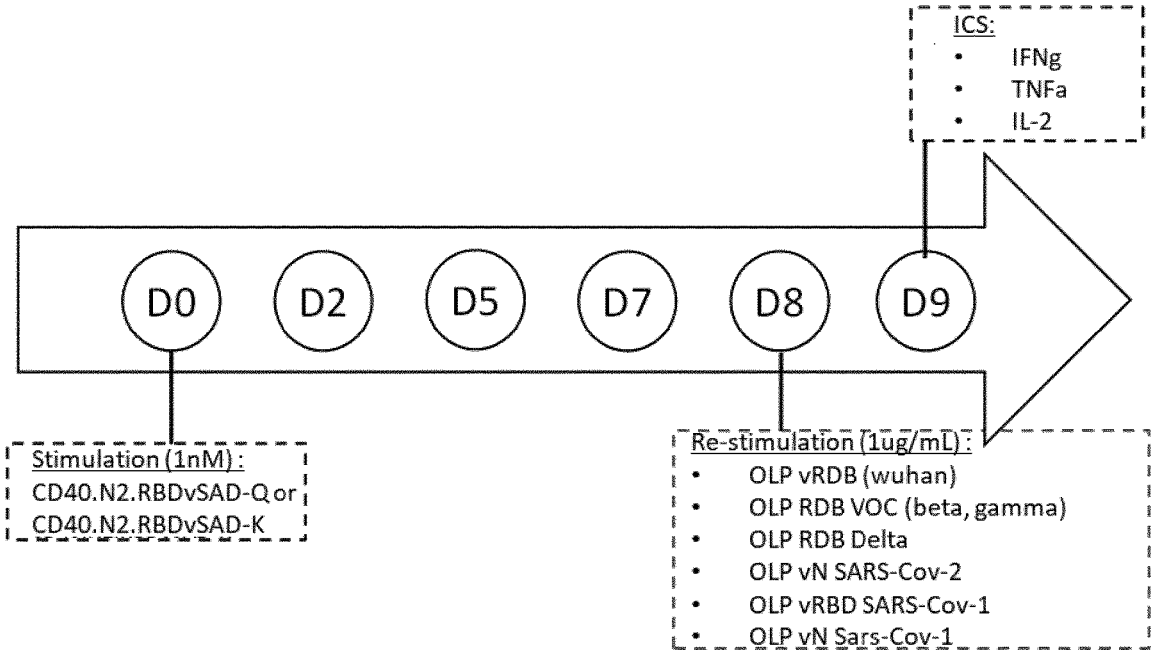 ICS:
• IFNg
• TNFa
• IL-2
D0 D2 D5 D7 D8 D9
Stimulation (1nM) :
CD40.N2.RBDvSAD-Q or
CD40.N2.RBDvSAD-K
Re-stimulation (1ug/mL) :
• OLP vRDB (wuhan)
• OLP RDB VOC (beta, gamma)
• OLP RDB Delta
• OLP vN SARS-Cov-2
• OLP vRBD SARS-Cov-1
• OLP vN Sars-Cov-1